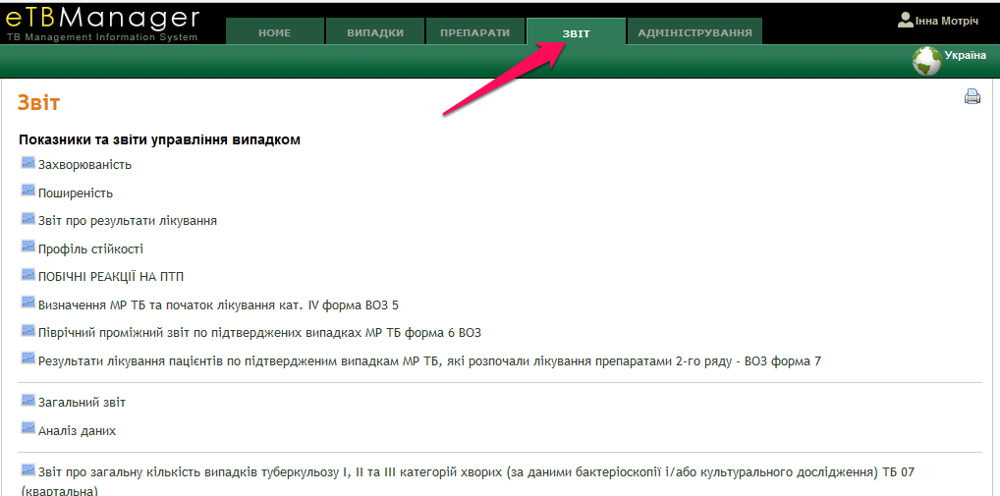 eTBManager
TB Management Information System
HOME
ВИПАДКИ
ПРЕПАРАТИ
ЗВІТ
АДМІНІСТРУВАННЯ
Інна Мотріч
Україна
Звіт
Показники та звіти управління випадком
Захворюваність
Поширеність
Звіт про результати лікування
Профіль стійкості
ПОБІЧНІ РЕАКЦІЇ НА ПТП
Визначення МР ТБ та початок лікування кат. IV форма ВОЗ 5
Піврічний проміжний звіт по підтверджених випадках МР ТБ форма 6 ВОЗ
Результати лікування пацієнтів по підтвердженим випадкам МР ТБ, які розпочали лікування препаратами 2-го ряду - ВОЗ форма 7
Загальний звіт
Аналіз даних
Звіт про загальну кількість випадків туберкульозу I, II та III категорій хворих (за даними бактеріоскопії і/або культурального дослідження) ТБ 07
(квартальна)